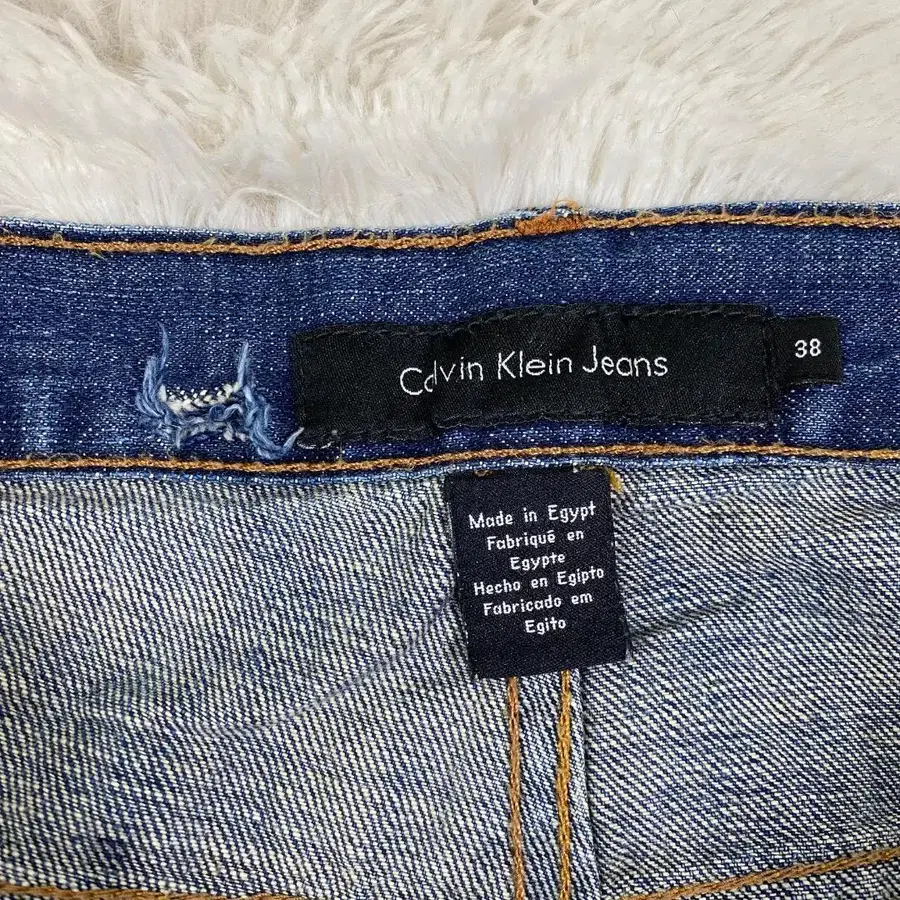 Calvin Klein Jeans
38
Made in Egypt
Fabriqué en
Egypte
Hecho en Egipto
Fabricado em
Egito